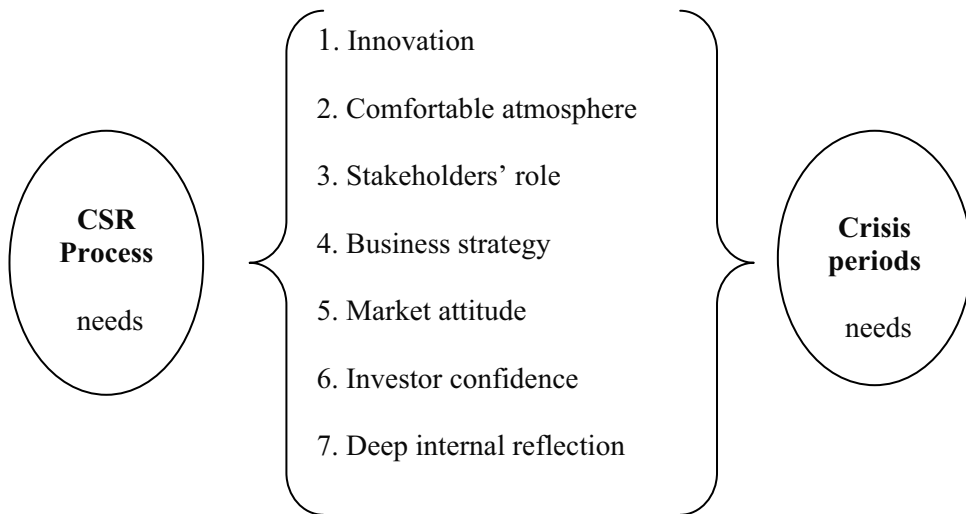 CSR
Process
needs
1. Innovation
2. Comfortable atmosphere
3. Stakeholders’ role
4. Business strategy
5. Market attitude
6. Investor confidence
7. Deep internal reflection
Crisis
periods
needs